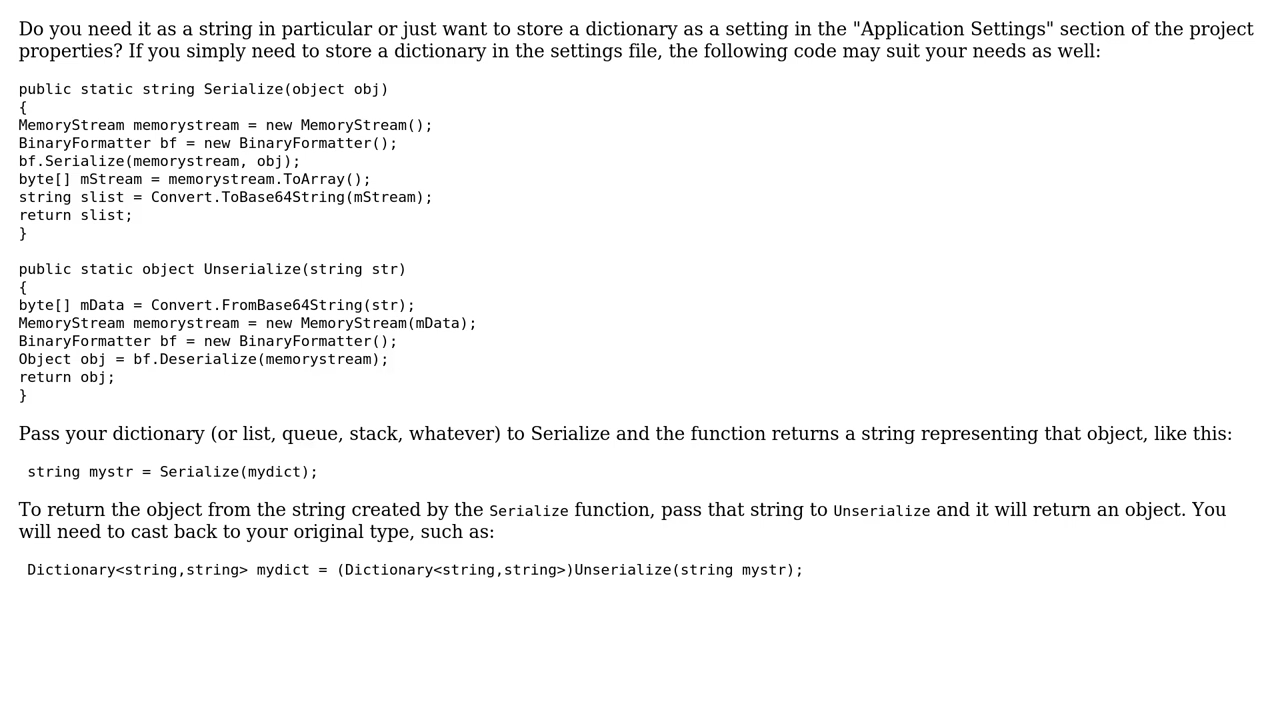 Do you need it as a string in particular or just want to store a dictionary as a setting in the "Application Settings" section of the project
properties? If you simply need to store a dictionary in the settings file, the following code may suit your needs as well:
public static string Serialize(object obj)
{
MemoryStream memorystream = new MemoryStream();
BinaryFormatter bf = new BinaryFormatter();
bf.Serialize(memorystream, obj);
byte[] mStream = memorystream.ToArray();
string slist = Convert.ToBase64String(mStream);
return slist;
}
public static object Unserialize(string str)
{
byte[] mData = Convert.FromBase64String(str);
MemoryStream memorystream = new MemoryStream(mData);
BinaryFormatter bf = new BinaryFormatter();
Object obj = bf.Deserialize(memorystream);
return obj;
}
Pass your dictionary (or list, queue, stack, whatever) to Serialize and the function returns a string representing that object, like this:
string mystr = Serialize(mydict);
To return the object from the string created by the Serialize function, pass that string to Unserialize and it will return an object. You
will need to cast back to your original type, such as:
Dictionary<string,string> mydict = (Dictionary<string,string>)Unserialize(string mystr);